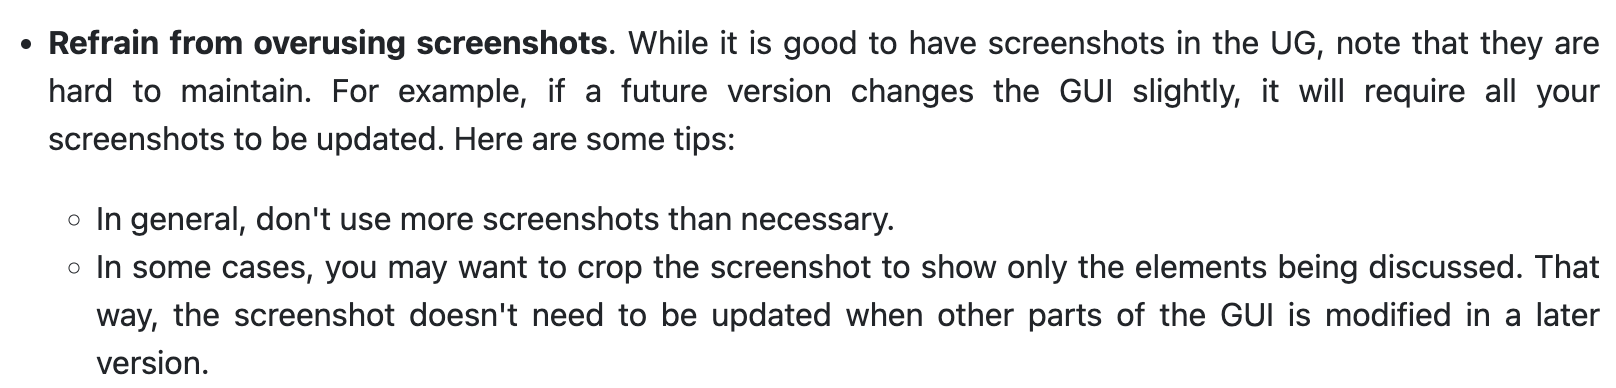 • Refrain from overusing screenshots. While it is good to have screenshots in the UG, note that they are
hard to maintain. For example, if a future version changes the GUI slightly, it will require all your
screenshots to be updated. Here are some tips:
◦ In general, don't use more screenshots than necessary.
◦ In some cases, you may want to crop the screenshot to show only the elements being discussed. That
way, the screenshot doesn't need to be updated when other parts of the GUI is modified in a later
version.